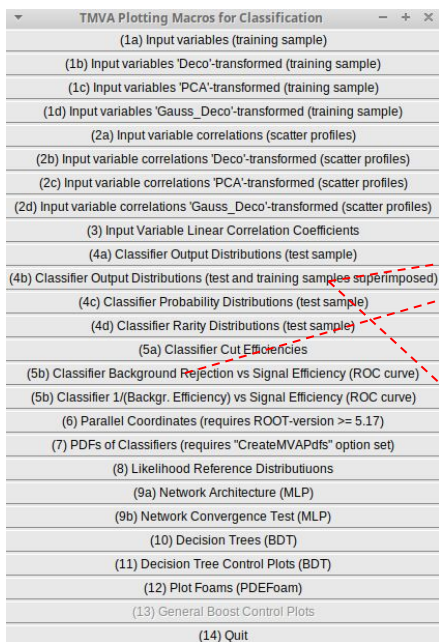 TMVA Plotting Macros for Classification
(1a) Input variables (training sample)
(1b) Input variables 'Deco'-transformed (training sample)
(1c) Input variables 'PCA'-transformed (training sample)
(1d) Input variables 'Gauss_Deco'-transformed (training sample)
(2a) Input variable correlations (scatter profiles)
(2b) Input variable correlations 'Deco'-transformed (scatter profiles)
(2c) Input variable correlations 'PCA'-transformed (scatter profiles)
(2d) Input variable correlations 'Gauss_Deco'-transformed (scatter profiles)
(3) Input Variable Linear Correlation Coefficients
(4a) Classifier Output Distributions (test sample)
(4b) Classifier Output Distributions (test and training samples superimposed)
(4c) Classifier Probability Distributions (test sample)
(4d) Classifier Rarity Distributions (test sample)
(5a) Classifier Cut Efficiencies
(5b) Classifier Background Rejection vs Signal Efficiency (ROC curve)
(5b) Classifier 1/(Backgr. Efficiency) vs Signal Efficiency (ROC curve)
(6) Parallel Coordinates (requires ROOT-version >= 5.17)
(7) PDFs of Classifiers (requires "CreateMVAPdfs" option set)
(8) Likelihood Reference Distributiuons
(9a) Network Architecture (MLP)
(9b) Network Convergence Test (MLP)
(10) Decision Trees (BDT)
(11) Decision Tree Control Plots (BDT)
(12) Plot Foams (PDEFoam)
(13) General Boost Control Plots
(14) Quit